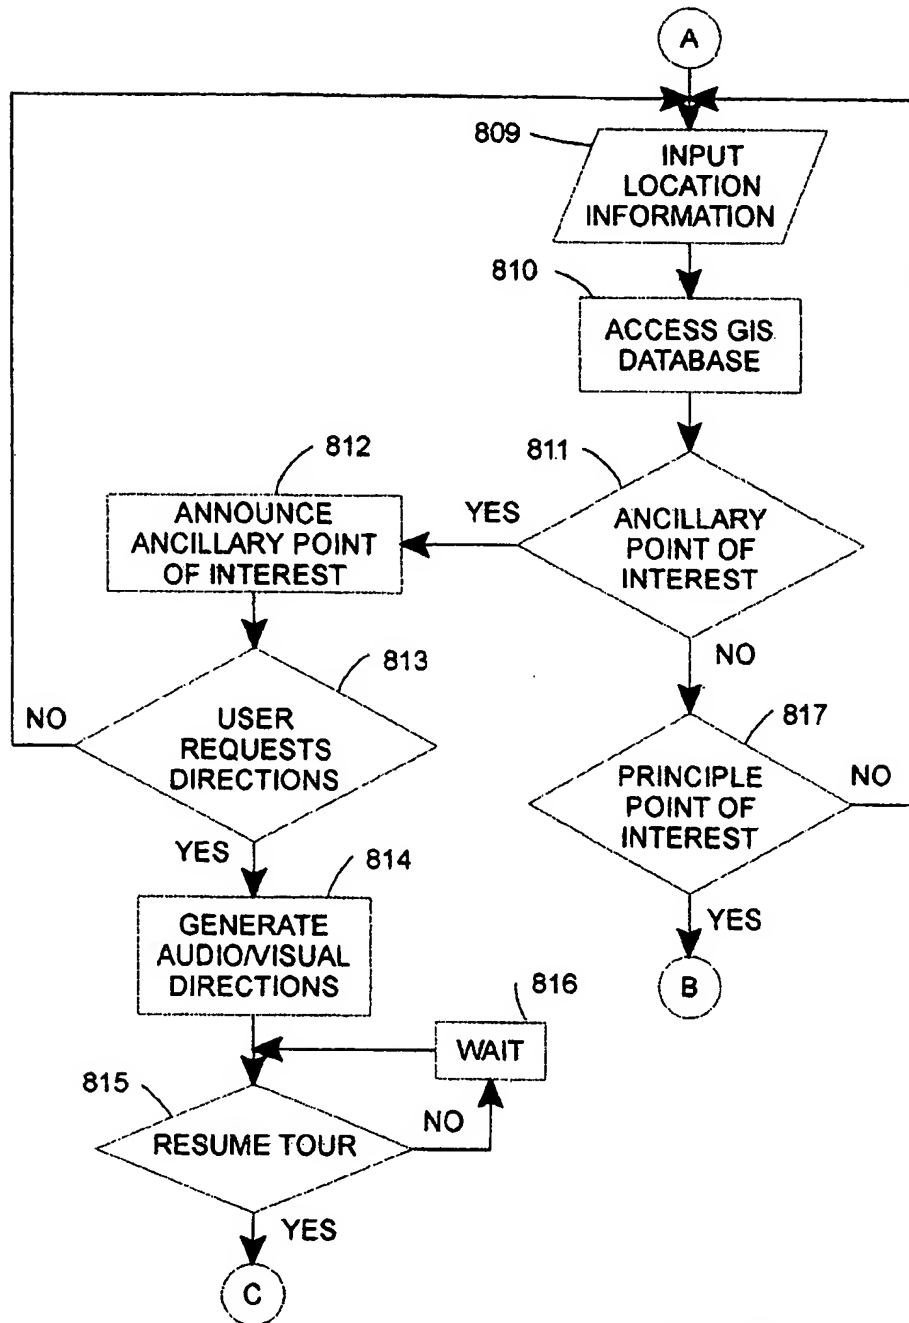 A
809
INPUT
LOCATION
INFORMATION
810
ACCESS GIS
DATABASE
812
811
ANNOUNCE
ANCILLARY POINT
OF INTEREST
YES
ANCILLARY
POINT OF
INTEREST
NO
813
NO
USER
REQUESTS
DIRECTIONS
817
PRINCIPLE
POINT OF
INTEREST
NO
YES
814
GENERATE
AUDIO/VISUAL
DIRECTIONS
YES
B
816
WAIT
815
RESUME TOUR
NO
YES
C